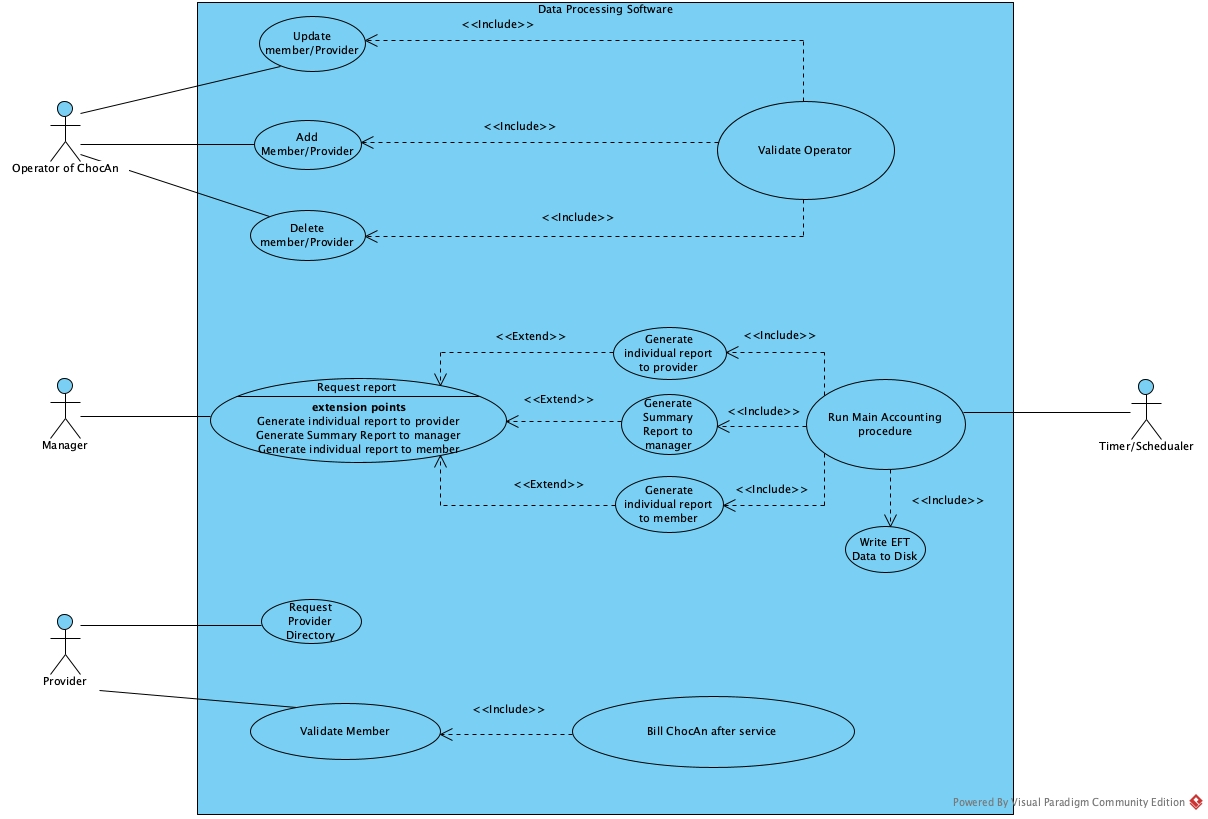 Data Processing Software
<<Include>>
Update
member/Provider
<<Include>>
Add
Member/Provider
Validate Operator
Operator of ChocAn
<<Include>>
Delete
member/Provider
<<Extend>>
Generate
individual report
to provider
<<Include>>
Request report
extension points
Generate individual report to provider
Generate Summary Report to manager
Generate individual report to member
<<Extend>>
Generate
Summary
Report to
manager
<<Include>>
Run Main Accounting
procedure
Manager
Timer/Schedualer
<<Extend>>
Generate
individual report
to member
<<Include>>
<<Include>>
Write EFT
Data to Disk
Request
Provider
Directory
Provider
<<Include>>
Validate Member
Bill ChocAn after service
Powered By Visual Paradigm Community Edition